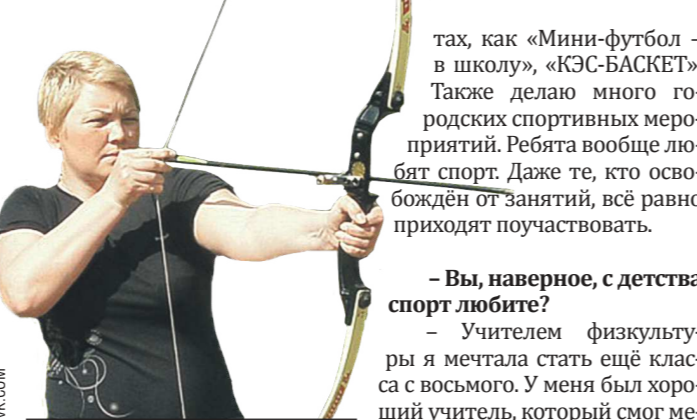 тах, как «Мини-футбол –
в школу», «КЭС-БАСКЕТ»
Также делаю много го-
родских спортивных меро-
приятий. Ребята вообще лю-
бят спорт. Даже те, кто осво-
бождён от занятий, всё равно
приходят поучаствовать.
– Вы, наверное, с детства
спорт любите?
– Учителем физкульту-
ры я мечтала стать ещё клас-
са с восьмого. У меня был хоро-
ший учитель, который смог ме-
VK.COM